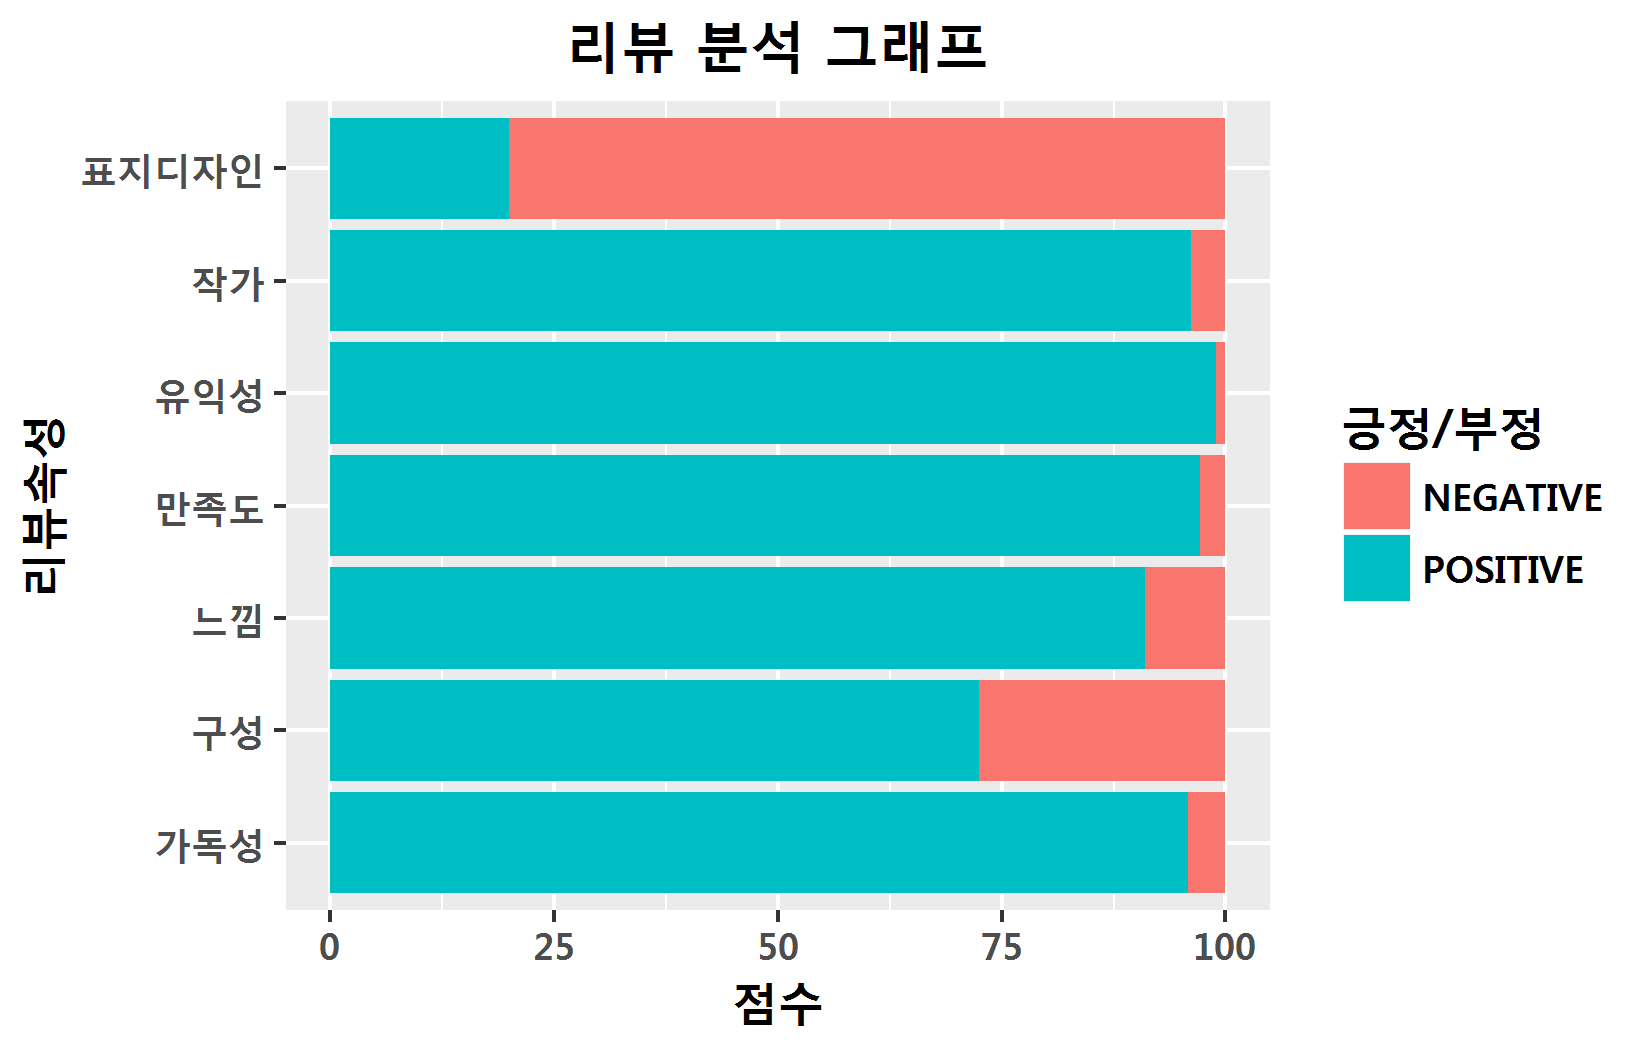 리뷰 분석 그래프
표지디자인
작가
유익성
만족도
느낌
구성
가독성
리뷰속성
0 25 50 75 100
점수
긍정/부정
NEGATIVE
POSITIVE